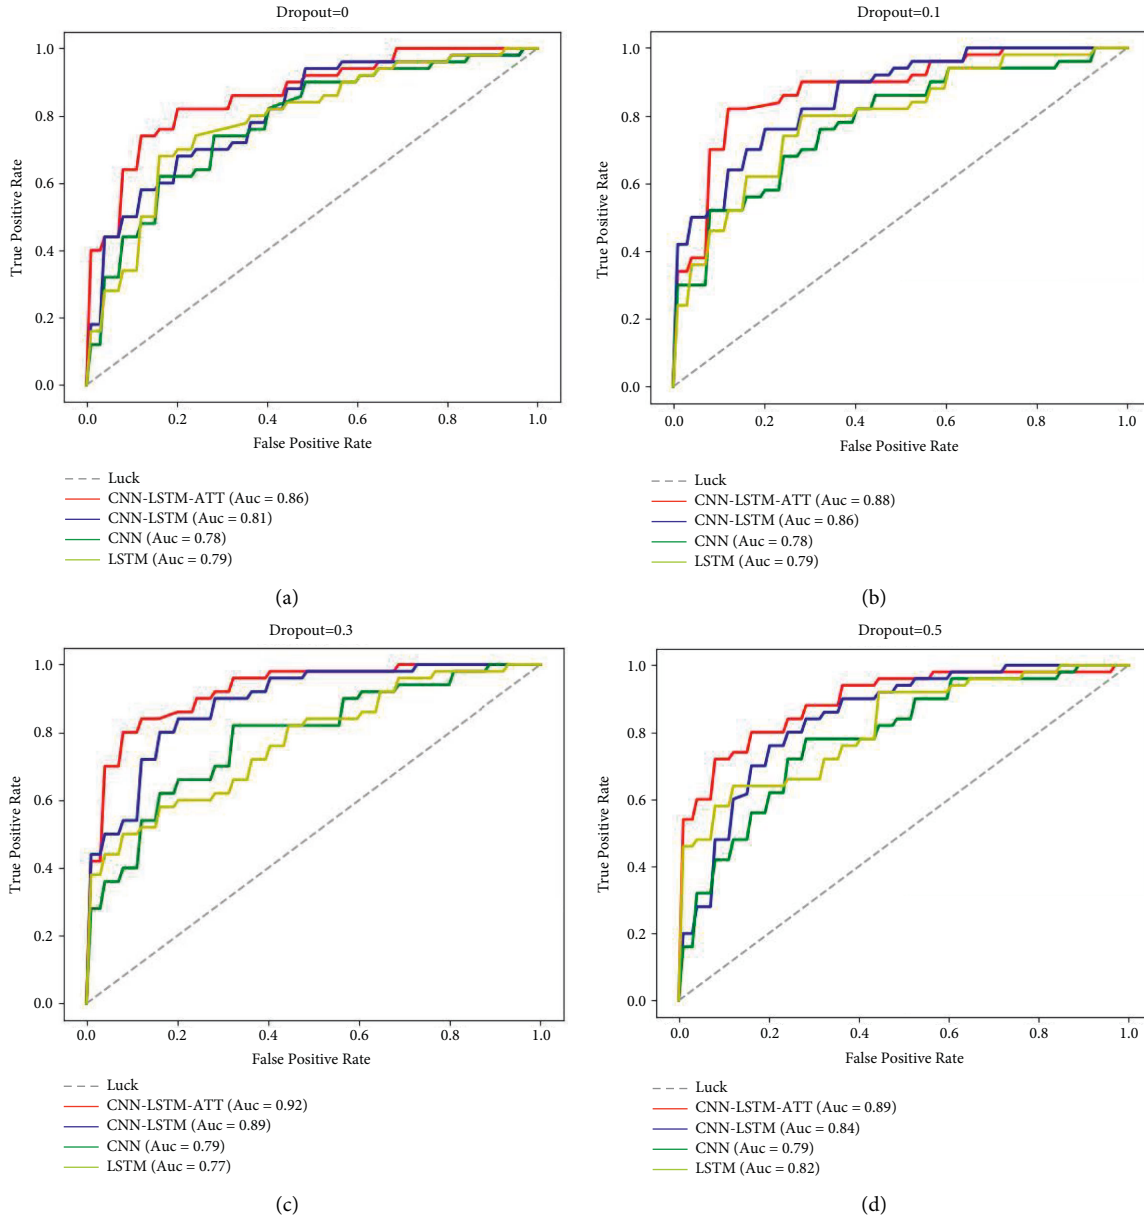 Dropout=0
1.0
0.8
0.6
0.4
0.2
0.0
True Positive Rate
0.0 0.2 0.4 0.6 0.8 1.0
False Positive Rate
Luck
CNN-LSTM-ATT (Auc = 0.86)
CNN-LSTM (Auc = 0.81)
CNN (Auc = 0.78)
LSTM (Auc = 0.79)
(a)
Dropout=0.1
1.0
0.8
0.6
0.4
0.2
0.0
True Positive Rate
0.0 0.2 0.4 0.6 0.8 1.0
False Positive Rate
Luck
CNN-LSTM-ATT (Auc = 0.88)
CNN-LSTM (Auc = 0.86)
CNN (Auc = 0.78)
LSTM (Auc = 0.79)
(b)
Dropout=0.3
1.0
0.8
0.6
0.4
0.2
0.0
True Positive Rate
0.0 0.2 0.4 0.6 0.8 1.0
False Positive Rate
Luck
CNN-LSTM-ATT (Auc = 0.92)
CNN-LSTM (Auc = 0.89)
CNN (Auc = 0.79)
LSTM (Auc = 0.77)
(c)
Dropout=0.5
1.0
0.8
0.6
0.4
0.2
0.0
True Positive Rate
0.0 0.2 0.4 0.6 0.8 1.0
False Positive Rate
Luck
CNN-LSTM-ATT (Auc = 0.89)
CNN-LSTM (Auc = 0.84)
CNN (Auc = 0.79)
LSTM (Auc = 0.82)
(d)